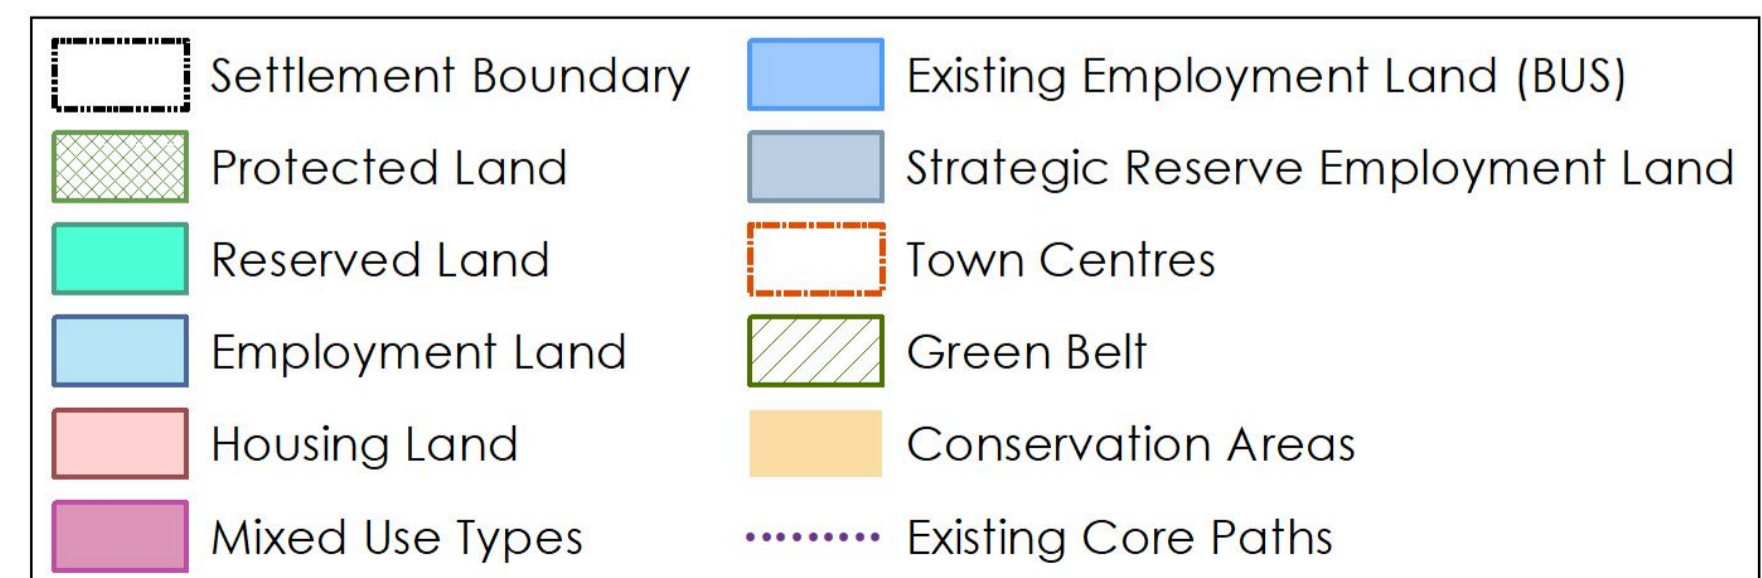 Settlement Boundary
Protected Land
Reserved Land
Employment Land
Housing Land
Mixed Use Types
Existing Employment Land (BUS)
Strategic Reserve Employment Land
Town Centres
Green Belt
Conservation Areas
Existing Core Paths